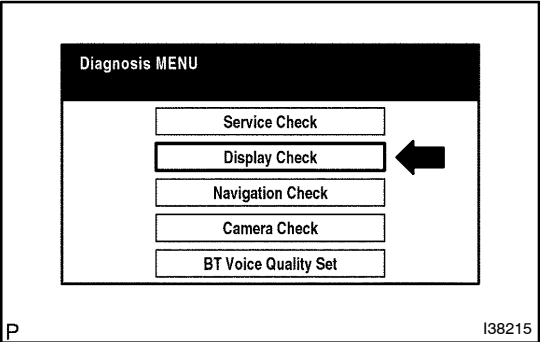 Diagnosis MENU
Service Check
Display Check
Navigation Check
Camera Check
BT Voice Quality Set
P
I38215